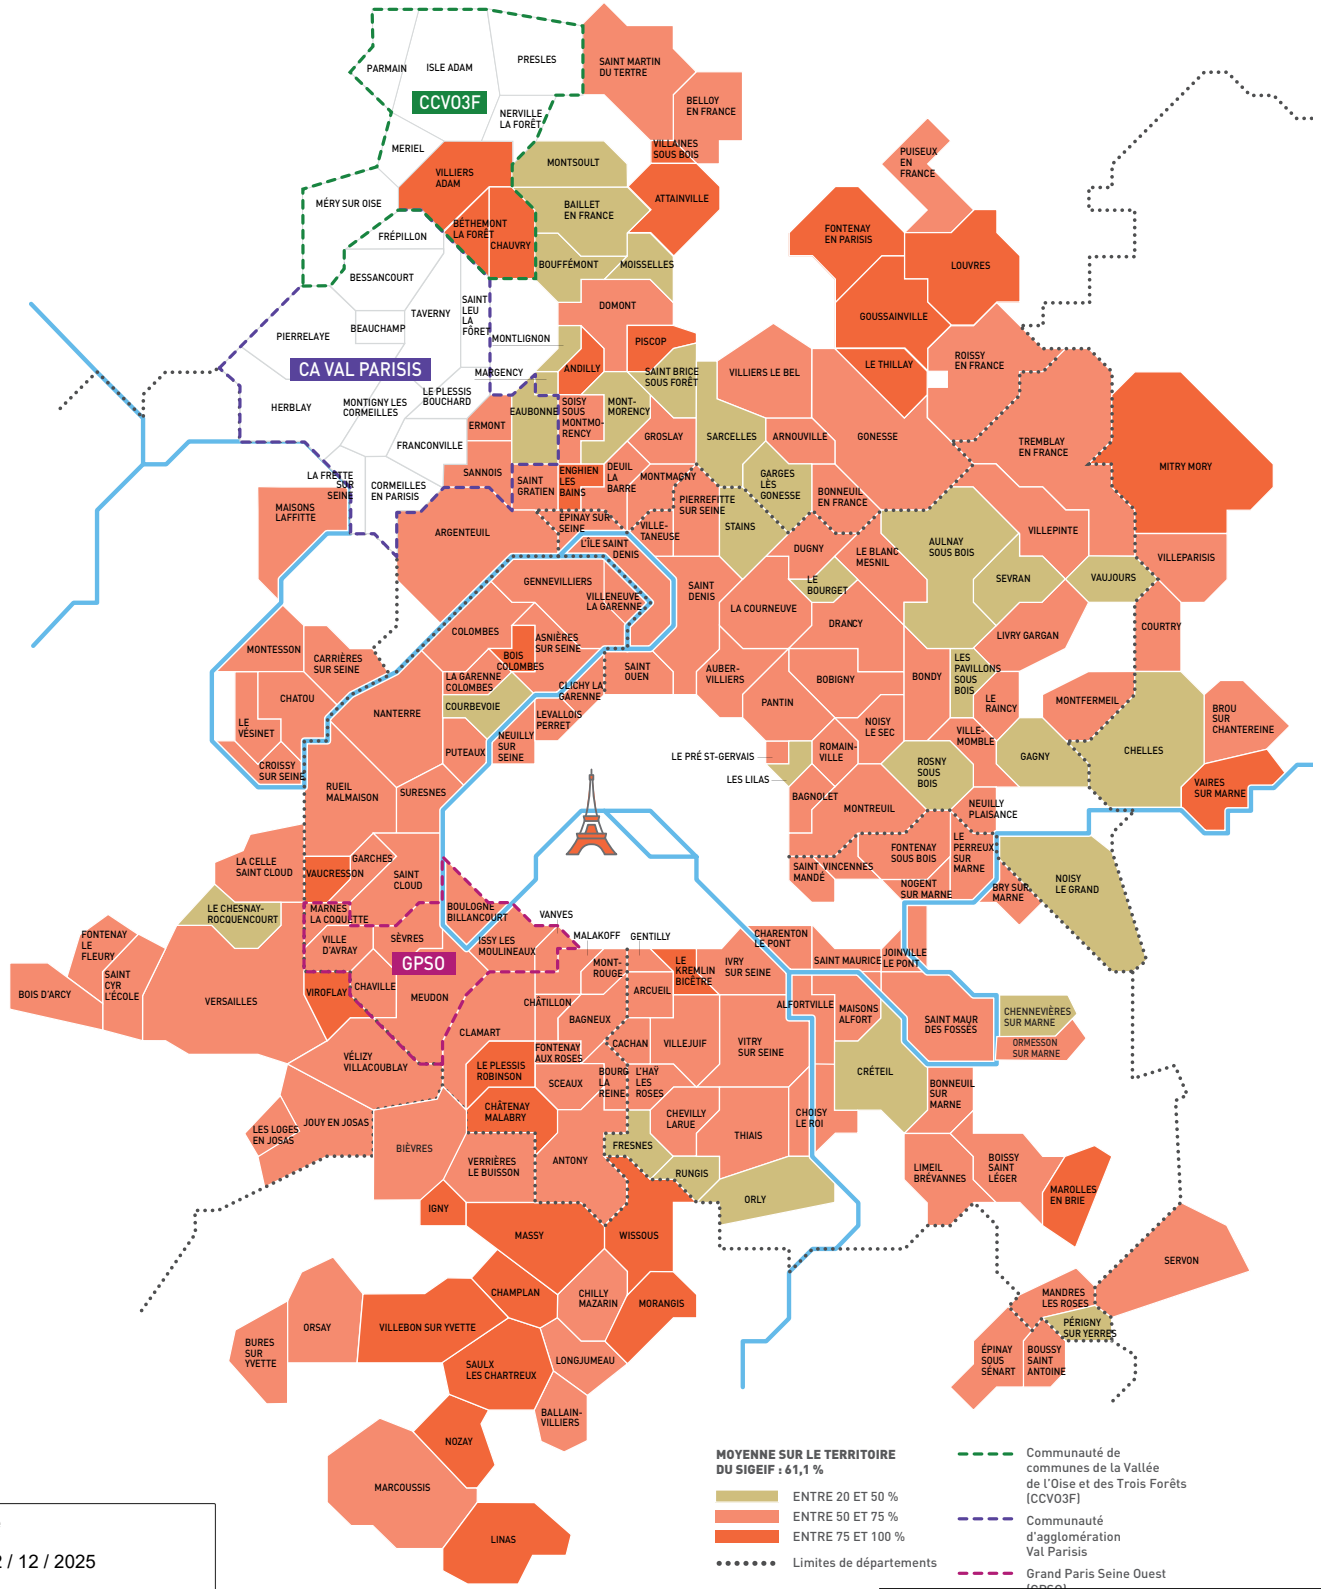 PARMAIN
ISLE ADAM
PRESLES
SAINT MARTIN
DU TERTRE
CCVO3F
BELLOY
EN FRANCE
NERVILLE
LA FORÊT
MERIEL
VILLAINES
SOUS BOIS
VILLIERS
ADAM
MONTSOULT
PUISEUX
EN
FRANCE
MÉRY SUR OISE
BAILLET
EN FRANCE
ATTAINVILLE
FRÉPILLON
BÉTHEMONT
LA FORÊT
CHAUVRY
FONTENAY
EN PARISIS
BESSANCOURT
BOUFFÉMONT
MOISSELLES
LOUVRES
TAVERNY
SAINT
LEU
LA
FÔRET
DOMONT
GOUSSAINVILLE
PIERRELAYE
BEAUCHAMP
MONTLIGNON
PISCOP
CA VAL PARISIS
MARGENCY
ANDILLY
SAINT BRICE
SOUS FORÊT
VILLIERS LE BEL
LE THILLAY
ROISSY
EN FRANCE
HERBLAY
MONTIGNY LES
CORMEILLES
LE PLESSIS
BOUCHARD
EAUBONNE
SOISY
SOUS
MONTMO-
RENCY
MONT-
MORENCY
ERMONT
GROSLAY
SARCELLES
ARNOUVILLE
GONESSE
TREMBLAY
EN FRANCE
MITRY MORY
FRANCONVILLE
LA FRETTE
SUR
SEINE
CORMEILLES
EN PARISIS
SANNOIS
SAINT
GRATIEN
ENGHIEN
LES
BAINS
DEUIL
LA
BARRE
MONTMAGNY
GARGES
LÈS
GONESSE
BONNEUIL
EN FRANCE
MAISONS
LAFFITTE
ARGENTEUIL
ÉPINAY SUR
SEINE
VILLE-
TANEUSE
PIERREFITTE
SUR SEINE
STAINS
L'ÎLE SAINT
DENIS
DUGNY
LE BLANC
MESNIL
AULNAY
SOUS BOIS
VILLEPINTE
VILLEPARISIS
GENNEVILLIERS
VILLENEUVE
LA GARENNE
SAINT
DENIS
LE
BOURGET
SEVRAN
VAUJOURS
LA COURNEUVE
DRANCY
LIVRY GARGAN
COURTRY
COLOMBES
ASNIÈRES
SUR SEINE
BOIS
COLOMBES
MONTESSON
CARRIÈRES
SUR SEINE
LA GARENNE
COLOMBES
CLICHY LA
GARENNE
SAINT
OUEN
AUBER-
VILLIERS
BOBIGNY
BONDY
LES
PAVILLONS
SOUS
BOIS
LE
RAINCY
MONTFERMEIL
BROU
SUR
CHANTEREINE
CHATOU
NANTERRE
COURBEVOIE
LEVALLOIS
PERRET
PANTIN
NOISY
LE SEC
VILLE-
MOMBLE
LE
VÉSINET
PUTEAUX
NEUILLY
SUR
SEINE
LE PRÉ ST-GERVAIS
ROMAIN-
VILLE
ROSNY
SOUS
BOIS
GAGNY
CHELLES
CROISSY
SUR SEINE
LES LILAS
RUEIL
MALMAISON
SURESNES
BAGNOLET
MONTREUIL
NEUILLY
PLAISANCE
VAIRES
SUR MARNE
LA CELLE
SAINT CLOUD
VAUCRESSON
GARCHES
SAINT
CLOUD
SAINT
MANDÉ
VINCENNES
FONTENAY
SOUS BOIS
LE
PERREUX
SUR
MARNE
NOGENT
SUR MARNE
BRY SUR
MARNE
NOISY
LE GRAND
LE CHESNAY-
ROCQUENCOURT
MARNES
LA COQUETTE
BOULOGNE
BILLANCOURT
VANVES
MALAKOFF
GENTILLY
FONTENAY
LE
FLEURY
VILLE
D'AVRAY
SÈVRES
ISSY LES
MOULINEAUX
CHARENTON
LE PONT
SAINT MAURICE
JOINVILLE
LE PONT
GPSO
SAINT
CYR
L'ÉCOLE
BOIS D'ARCY
VERSAILLES
VIROFLAY
CHAVILLE
MEUDON
MONT-
ROUGE
LE
KREMLIN
BICÊTRE
IVRY
SUR SEINE
ARCUEIL
CHÂTILLON
ALFORTVILLE
MAISONS
ALFORT
SAINT MAUR
DES FOSSÉS
CHENNEVIÈRES
SUR MARNE
CLAMART
BAGNEUX
CACHAN
VILLEJUIF
VITRY
SUR SEINE
ORMESSON
SUR MARNE
VÉLIZY
VILLACOUBLAY
LE PLESSIS
ROBINSON
FONTENAY
AUX ROSES
SCEAUX
BOURG
LA
REINE
L'HAŸ
LES
ROSES
CRÉTEIL
BONNEUIL
SUR
MARNE
CHÂTENAY
MALABRY
CHEVILLY
LARUE
CHOISY
LE ROI
LES LOGES
EN JOSAS
JOUY EN JOSAS
BIÈVRES
VERRIÈRES
LE BUISSON
ANTONY
FRESNES
THIAIS
RUNGIS
ORLY
LIMEIL
BRÉVANNES
BOISSY
SAINT
LÉGER
MAROLLES
EN BRIE
IGNY
MASSY
WISSOUS
SERVON
CHAMPLAN
CHILLY
MAZARIN
MORANGIS
MANDRES
LES ROSES
PÉRIGNY
SUR YERRES
ORSAY
VILLEBON SUR YVETTE
BURES
SUR
YVETTE
SAULX
LES CHARTREUX
LONGJUMEAU
ÉPINAY
SOUS
SÉNART
BOUSSY
SAINT
ANTOINE
BALLAIN-
VILLIERS
NOZAY
MARCOUSSIS
LINAS
MOYENNE SUR LE TERRITOIRE
DU SIGEIF : 61,1 %
ENTRE 20 ET 50 %
ENTRE 50 ET 75 %
ENTRE 75 ET 100 %
Limites de départements
Communauté de
communes de la Vallée
de l'Oise et des Trois Forêts
(CCVO3F)
Communauté
d'agglomération
Val Parisis
Grand Paris Seine Ouest
(GPSO)
/ 12 / 2025